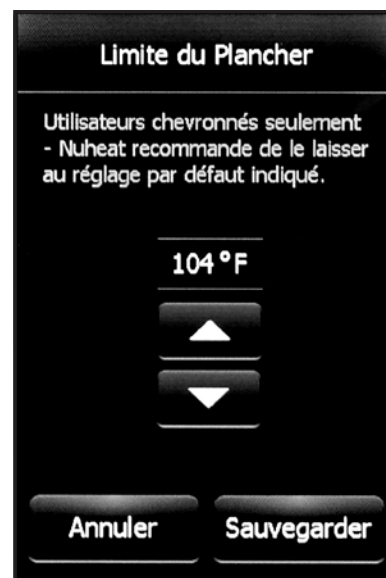 Limite du Plancher
Utilisateurs chevronnés seulement
- Nuheat recommande de le laisser
au réglage par défaut indiqué.
104°F
Annuler
Sauvegarder